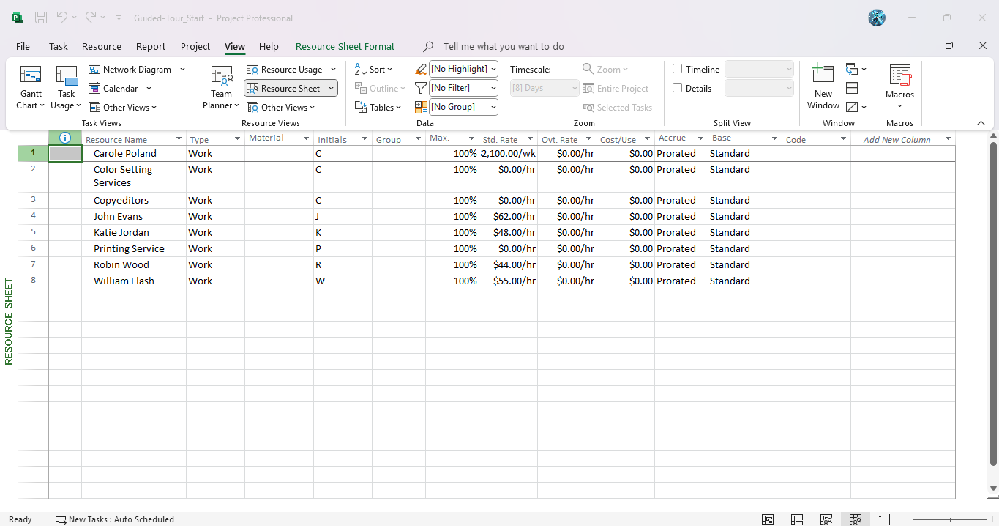 Guided-Tour_Start - Project Professional
File Task Resource Report Project View Help Resource Sheet Format Tell me what you want to do
Gantt Chart
Task Usage
Network Diagram
Calendar
Other Views
Task Views
Team Planner
Resource Usage
Resource Sheet
Other Views
Resource Views
Sort
Outline
Tables
[No Highlight]
[No Filter]
[No Group]
Data
Timescale:
[8] Days
Zoom
Entire Project
Selected Tasks
Zoom
Timeline
Details
Split View
New Window
Window
Macros
Macros
Resource Name Type Material Initials Group Max. Std. Rate Ovt. Rate Cost/Use Accrue Base Code Add New Column
1 Carole Poland Work C 100% 2,100.00/wk $0.00/hr $0.00 Prorated Standard
2 Color Setting Services Work C 100% $0.00/hr $0.00/hr $0.00 Prorated Standard
3 Copyeditors Work C 100% $0.00/hr $0.00/hr $0.00 Prorated Standard
4 John Evans Work J 100% $62.00/hr $0.00/hr $0.00 Prorated Standard
5 Katie Jordan Work K 100% $48.00/hr $0.00/hr $0.00 Prorated Standard
6 Printing Service Work P 100% $0.00/hr $0.00/hr $0.00 Prorated Standard
7 Robin Wood Work R 100% $44.00/hr $0.00/hr $0.00 Prorated Standard
8 William Flash Work W 100% $55.00/hr $0.00/hr $0.00 Prorated Standard
RESOURCE SHEET
Ready New Tasks : Auto Scheduled